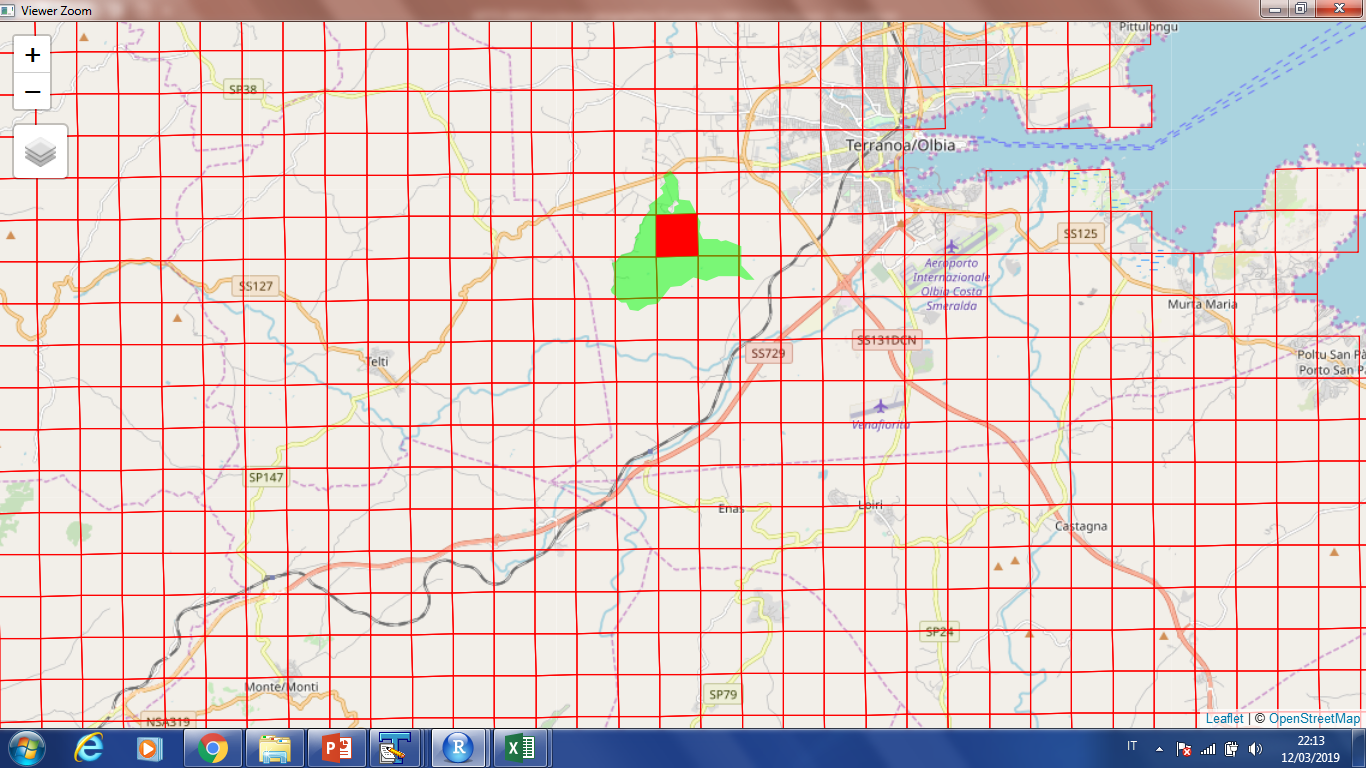 Viewer Zoom
Pittulongu
+
−
SP38
Terranoa/Olbia
SS125
Aeroporto
Internazionale
Olbia Costa
Smeralda
SS127
Murta Maria
SS131DCN
SS729
Telti
Poltu San Pà
Porto San Pa
Venafiorita
SP147
Enas
Loiri
Castagna
SP24
Monte/Monti
SP79
NSA319
Leaflet | © OpenStreetMap
IT
22:13
12/03/2019